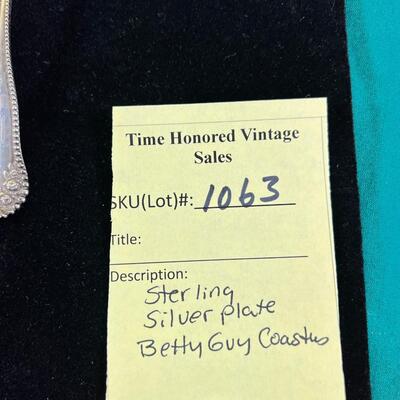 Time Honored Vintage
Sales
SKU(Lot)#: 1063
Title:
Description:
Sterling
Silver plate
Betty Guy Coasters